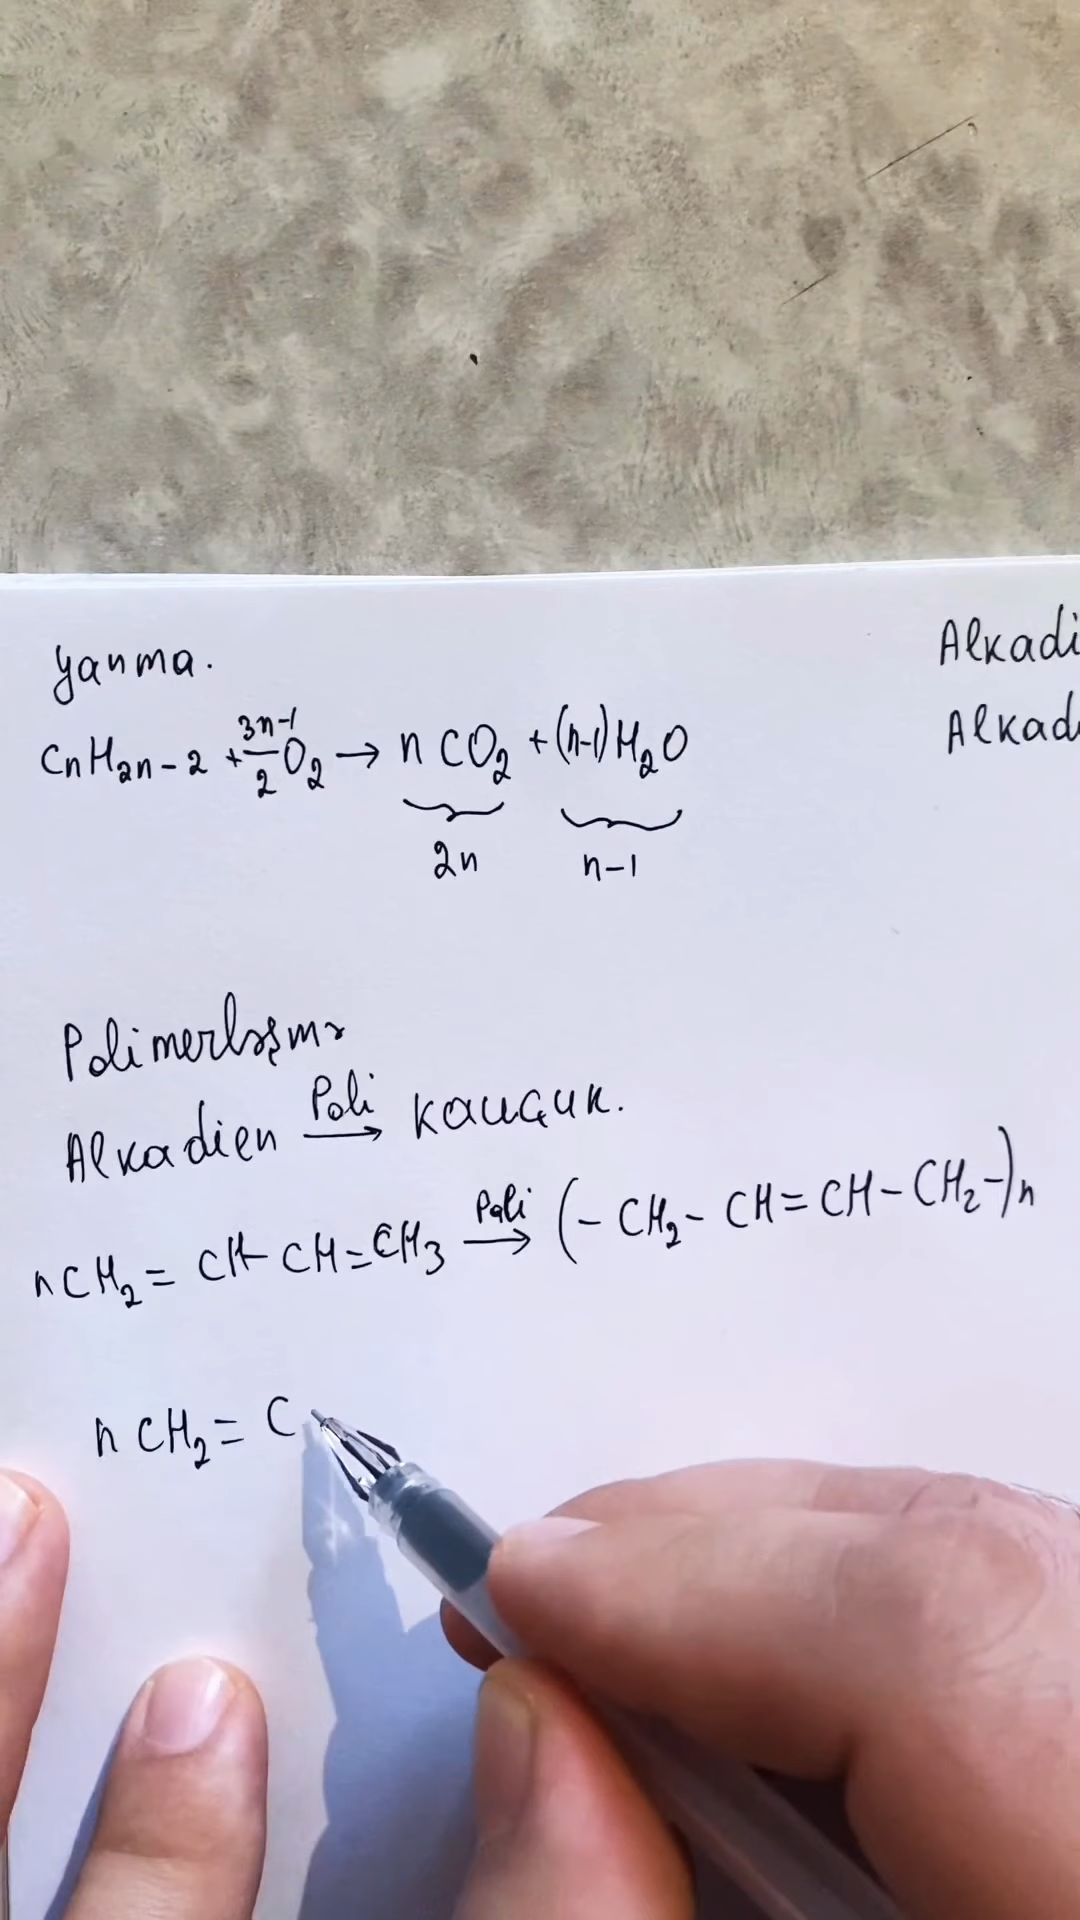 Yanma.
CnH2n-2 + 3n-1/2 O2 → n CO2 + (n-1)H2O
2n n-1
Alkadi
Alkad
Polimerləşmə
Alkadien Poli → kauçuk.
nCH2 = CH- CH=CH3 Poli → (- CH2- CH=CH- CH2-)n
n CH2 = C